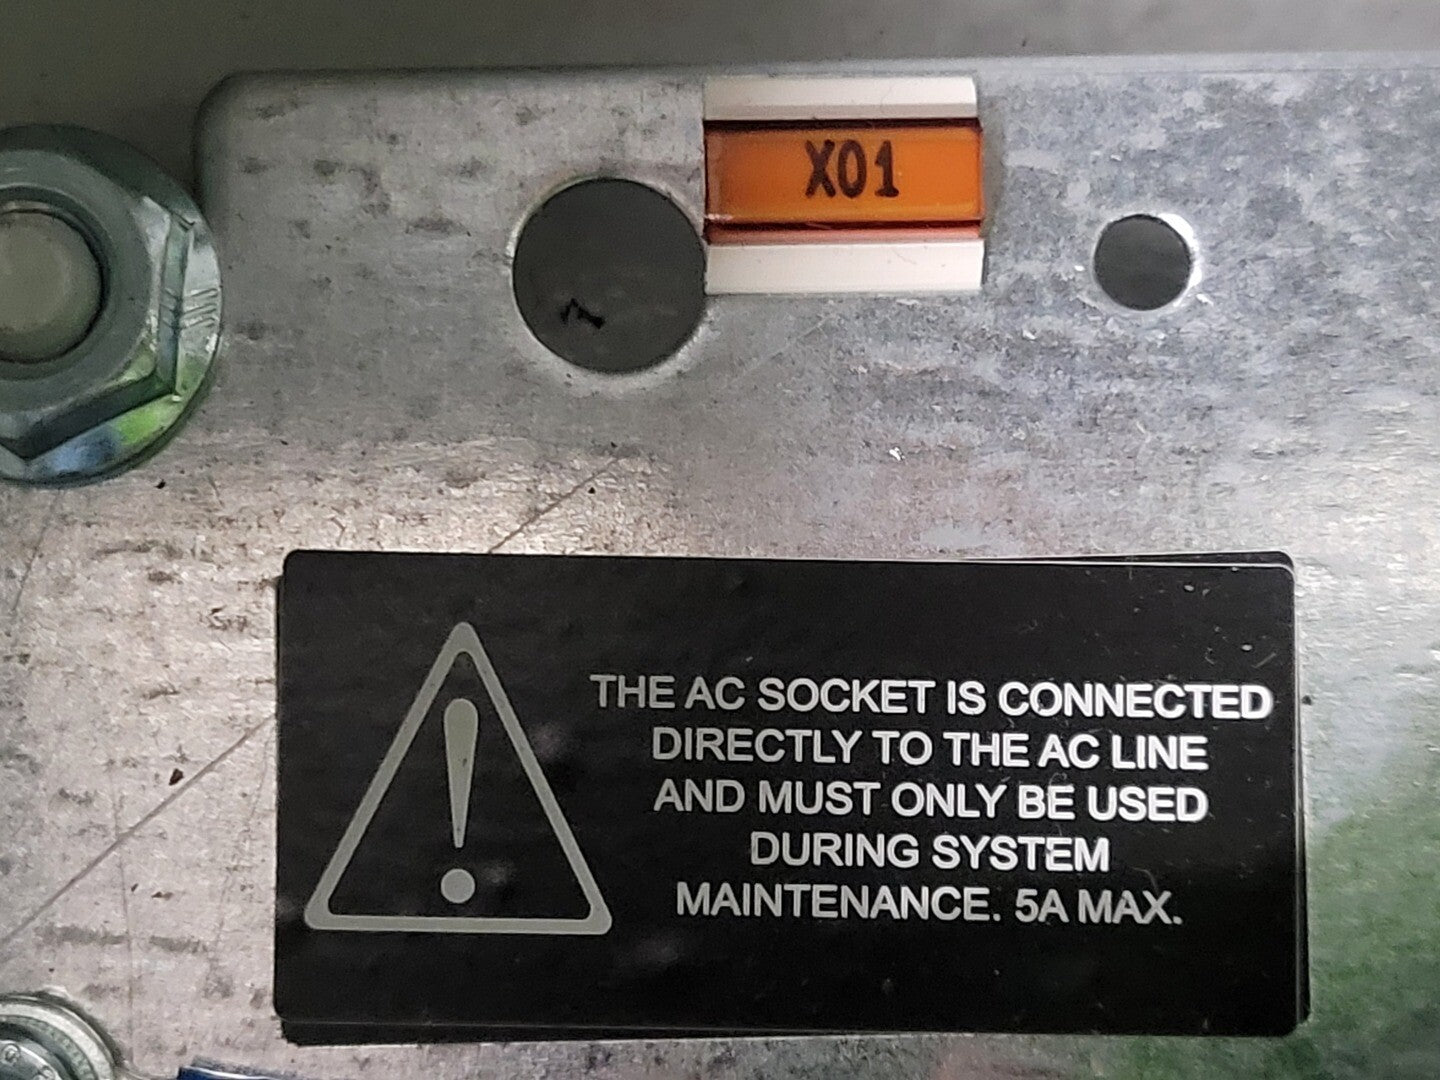 X01
THE AC SOCKET IS CONNECTED
DIRECTLY TO THE AC LINE
AND MUST ONLY BE USED
DURING SYSTEM
MAINTENANCE. 5A MAX.